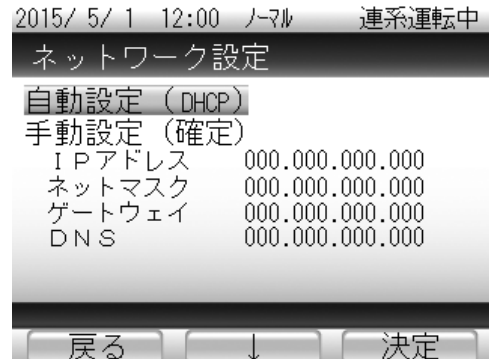 2015/ 5/ 1 12:00 ﾉｰﾏﾙ 連系運転中
ネットワーク設定
自動設定（DHCP）
手動設定（確定）
ＩＰアドレス 000.000.000.000
ネットマスク 000.000.000.000
ゲートウェイ 000.000.000.000
ＤＮＳ 000.000.000.000
戻る ↓ 決定